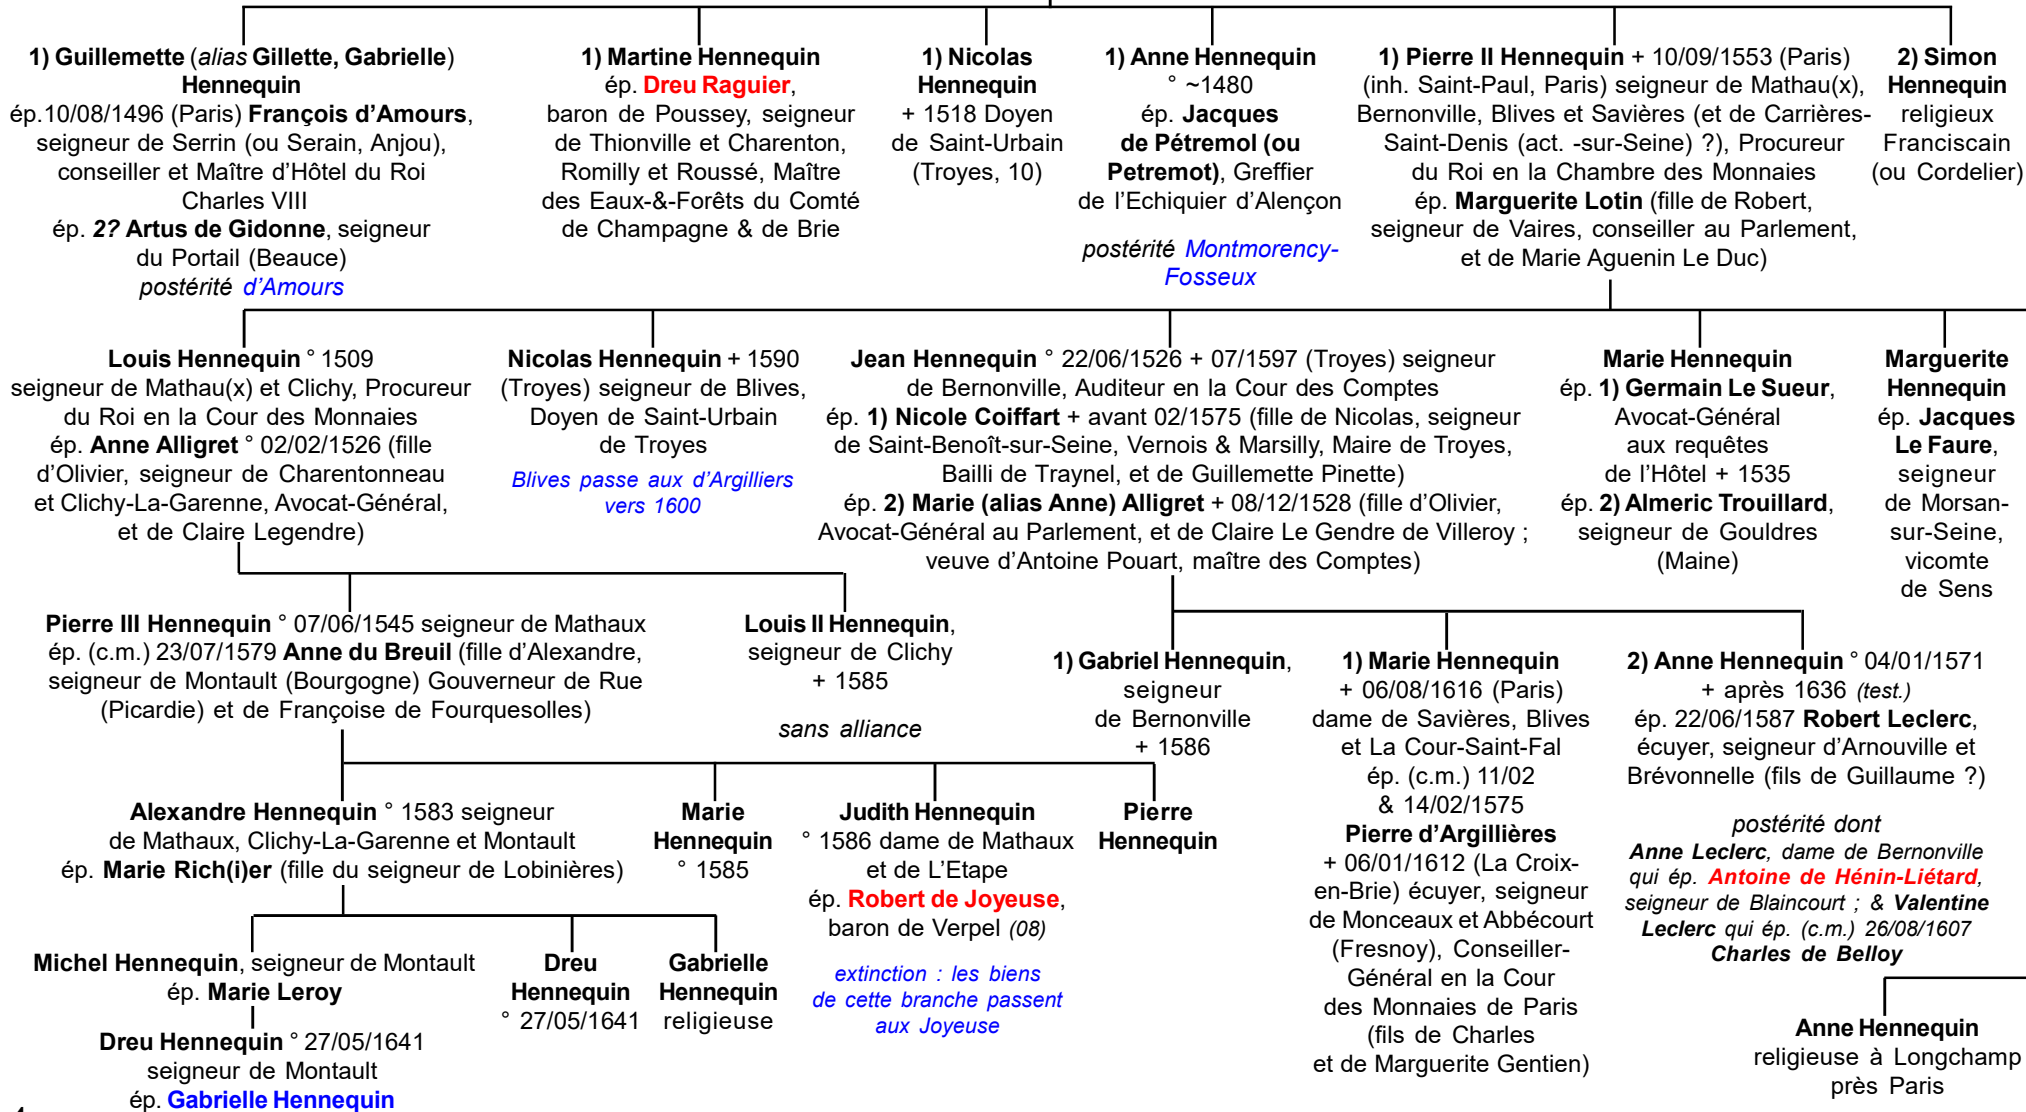 1) Guillemette (alias Gillette, Gabrielle)
Hennequin
ép.10/08/1496 (Paris) François d'Amours,
seigneur de Serrin (ou Serain, Anjou),
conseiller et Maître d'Hôtel du Roi
Charles VIII
ép. 2? Artus de Gidonne, seigneur
du Portail (Beauce)
postérité d'Amours
1) Martine Hennequin
ép. Dreu Raguier,
baron de Poussey, seigneur
de Thionville et Charenton,
Romilly et Roussé, Maître
des Eaux-&-Forêts du Comté
de Champagne & de Brie
1) Nicolas
Hennequin
+ 1518 Doyen
de Saint-Urbain
(Troyes, 10)
1) Anne Hennequin
° ~1480
ép. Jacques
de Pétremol (ou
Petremot), Greffier
de l'Echiquier d'Alençon
postérité Montmorency-
Fosseux
1) Pierre II Hennequin + 10/09/1553 (Paris)
(inh. Saint-Paul, Paris) seigneur de Mathau(x),
Bernonville, Blives et Savières (et de Carrières-
Saint-Denis (act. -sur-Seine) ?), Procureur
du Roi en la Chambre des Monnaies
ép. Marguerite Lotin (fille de Robert,
seigneur de Vaires, conseiller au Parlement,
et de Marie Aguenin Le Duc)
2) Simon
Hennequin
religieux
Franciscain
(ou Cordelier)
Louis Hennequin ° 1509
seigneur de Mathau(x) et Clichy, Procureur
du Roi en la Cour des Monnaies
ép. Anne Alligret ° 02/02/1526 (fille
d'Olivier, seigneur de Charentonneau
et Clichy-La-Garenne, Avocat-Général,
et de Claire Legendre)
Nicolas Hennequin + 1590
(Troyes) seigneur de Blives,
Doyen de Saint-Urbain
de Troyes
Blives passe aux d'Argilliers
vers 1600
Jean Hennequin ° 22/06/1526 + 07/1597 (Troyes) seigneur
de Bernonville, Auditeur en la Cour des Comptes
ép. 1) Nicole Coiffart + avant 02/1575 (fille de Nicolas, seigneur
de Saint-Benoît-sur-Seine, Vernois & Marsilly, Maire de Troyes,
Bailli de Traynel, et de Guillemette Pinette)
ép. 2) Marie (alias Anne) Alligret + 08/12/1528 (fille d'Olivier,
Avocat-Général au Parlement, et de Claire Le Gendre de Villeroy ;
veuve d'Antoine Pouart, maître des Comptes)
Marie Hennequin
ép. 1) Germain Le Sueur,
Avocat-Général
aux requêtes
de l'Hôtel + 1535
ép. 2) Almeric Trouillard,
seigneur de Gouldres
(Maine)
Marguerite
Hennequin
ép. Jacques
Le Faure,
seigneur
de Morsan-
sur-Seine,
vicomte
de Sens
Pierre III Hennequin ° 07/06/1545 seigneur de Mathaux
ép. (c.m.) 23/07/1579 Anne du Breuil (fille d'Alexandre,
seigneur de Montault (Bourgogne) Gouverneur de Rue
(Picardie) et de Françoise de Fourquesolles)
Louis II Hennequin,
seigneur de Clichy
+ 1585
sans alliance
1) Gabriel Hennequin,
seigneur
de Bernonville
+ 1586
1) Marie Hennequin
+ 06/08/1616 (Paris)
dame de Savières, Blives
et La Cour-Saint-Fal
ép. (c.m.) 11/02
& 14/02/1575
Pierre d'Argillières
+ 06/01/1612 (La Croix-
en-Brie) écuyer, seigneur
de Monceaux et Abbécourt
(Fresnoy), Conseiller-
Général en la Cour
des Monnaies de Paris
(fils de Charles
et de Marguerite Gentien)
2) Anne Hennequin ° 04/01/1571
+ après 1636 (test.)
ép. 22/06/1587 Robert Leclerc,
écuyer, seigneur d'Arnouville et
Brévonnelle (fils de Guillaume ?)
postérité dont
Anne Leclerc, dame de Bernonville
qui ép. Antoine de Hénin-Liétard,
seigneur de Blaincourt ; & Valentine
Leclerc qui ép. (c.m.) 26/08/1607
Charles de Belloy
Alexandre Hennequin ° 1583 seigneur
de Mathaux, Clichy-La-Garenne et Montault
ép. Marie Rich(i)er (fille du seigneur de Lobinières)
Marie
Hennequin
° 1585
Judith Hennequin
° 1586 dame de Mathaux
et de L'Etape
ép. Robert de Joyeuse,
baron de Verpel (08)
extinction : les biens
de cette branche passent
aux Joyeuse
Pierre
Hennequin
Michel Hennequin, seigneur de Montault
ép. Marie Leroy
Dreu
Hennequin
° 27/05/1641
Gabrielle
Hennequin
religieuse
Dreu Hennequin ° 27/05/1641
seigneur de Montault
ép. Gabrielle Hennequin
Anne Hennequin
religieuse à Longchamp
près Paris